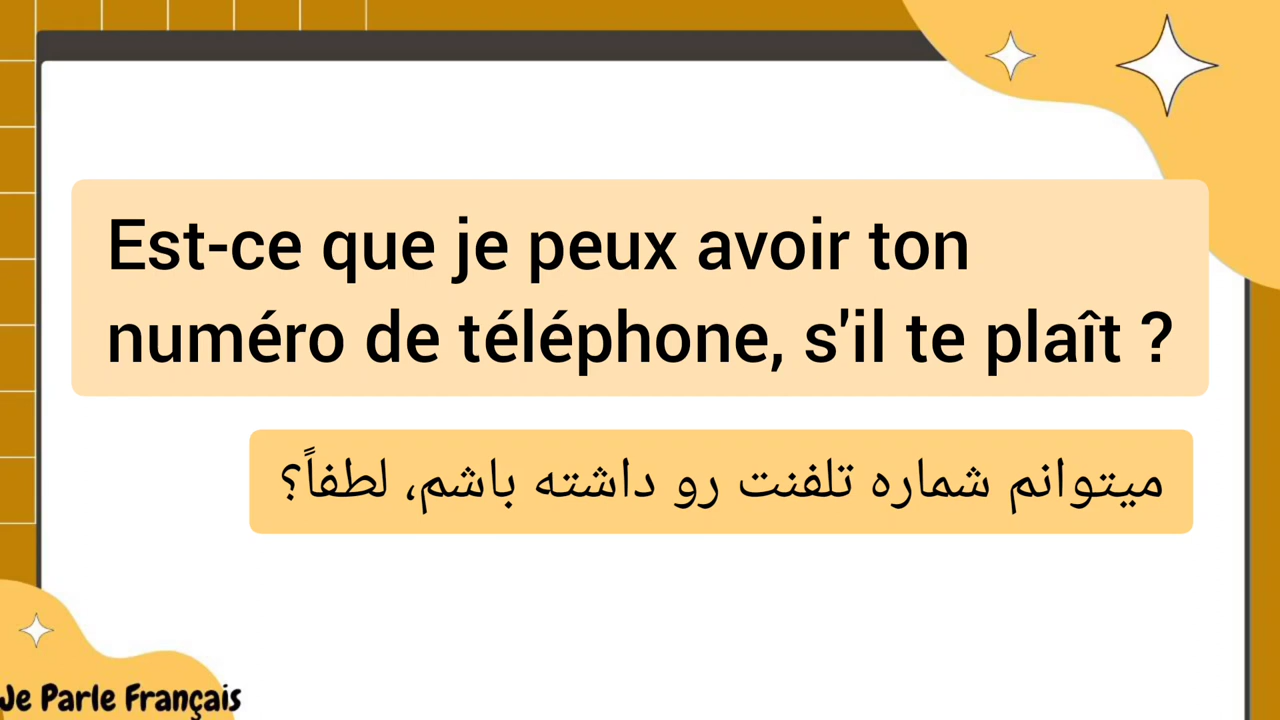 Est-ce que je peux avoir ton
numéro de téléphone, s'il te plaît ?
میتوانم شماره تلفنت رو داشته باشم، لطفاً؟
Je Parle Français